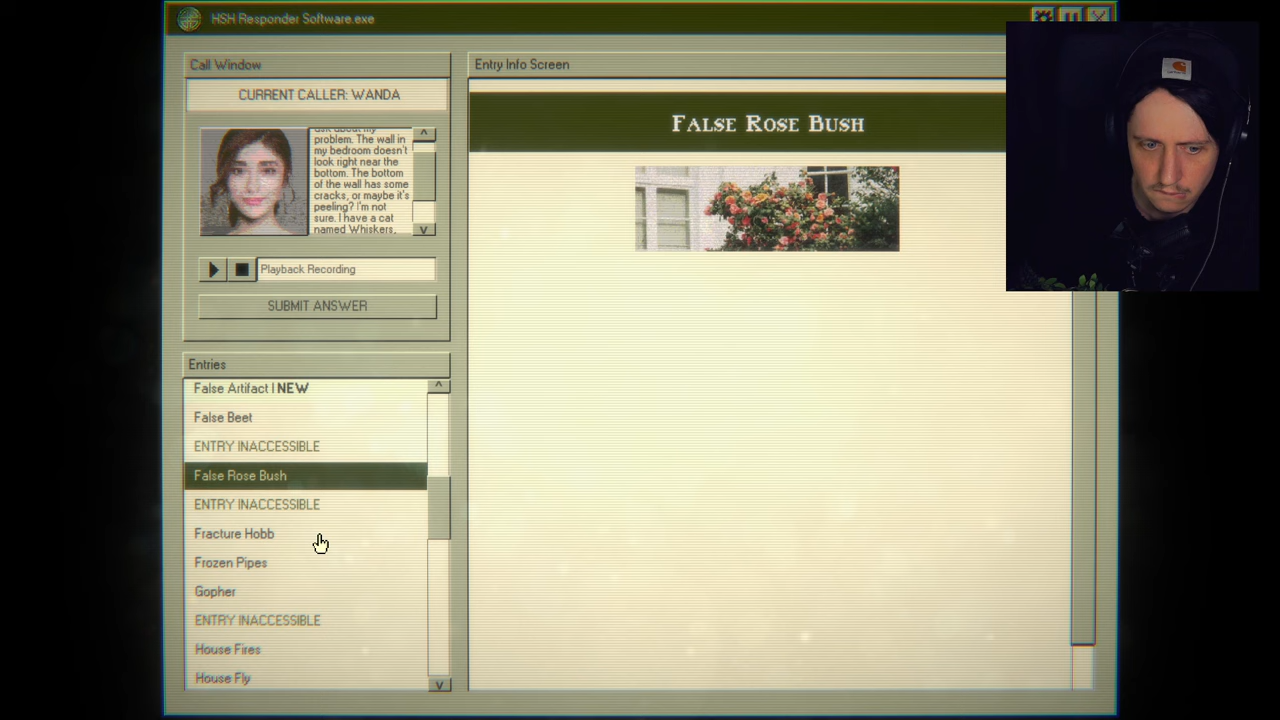 HSH Responder Software.exe
Call Window
CURRENT CALLER: WANDA
ask about my
problem. The wall in
my bedroom doesn't
look right near the
bottom. The bottom
of the wall has some
cracks, or maybe it's
peeling? I'm not
sure. I have a cat
named Whiskers,
Playback Recording
SUBMIT ANSWER
Entries
False Artifact | NEW
False Beet
ENTRY INACCESSIBLE
False Rose Bush
ENTRY INACCESSIBLE
Fracture Hobb
Frozen Pipes
Gopher
ENTRY INACCESSIBLE
House Fires
House Fly
Entry Info Screen
False Rose Bush